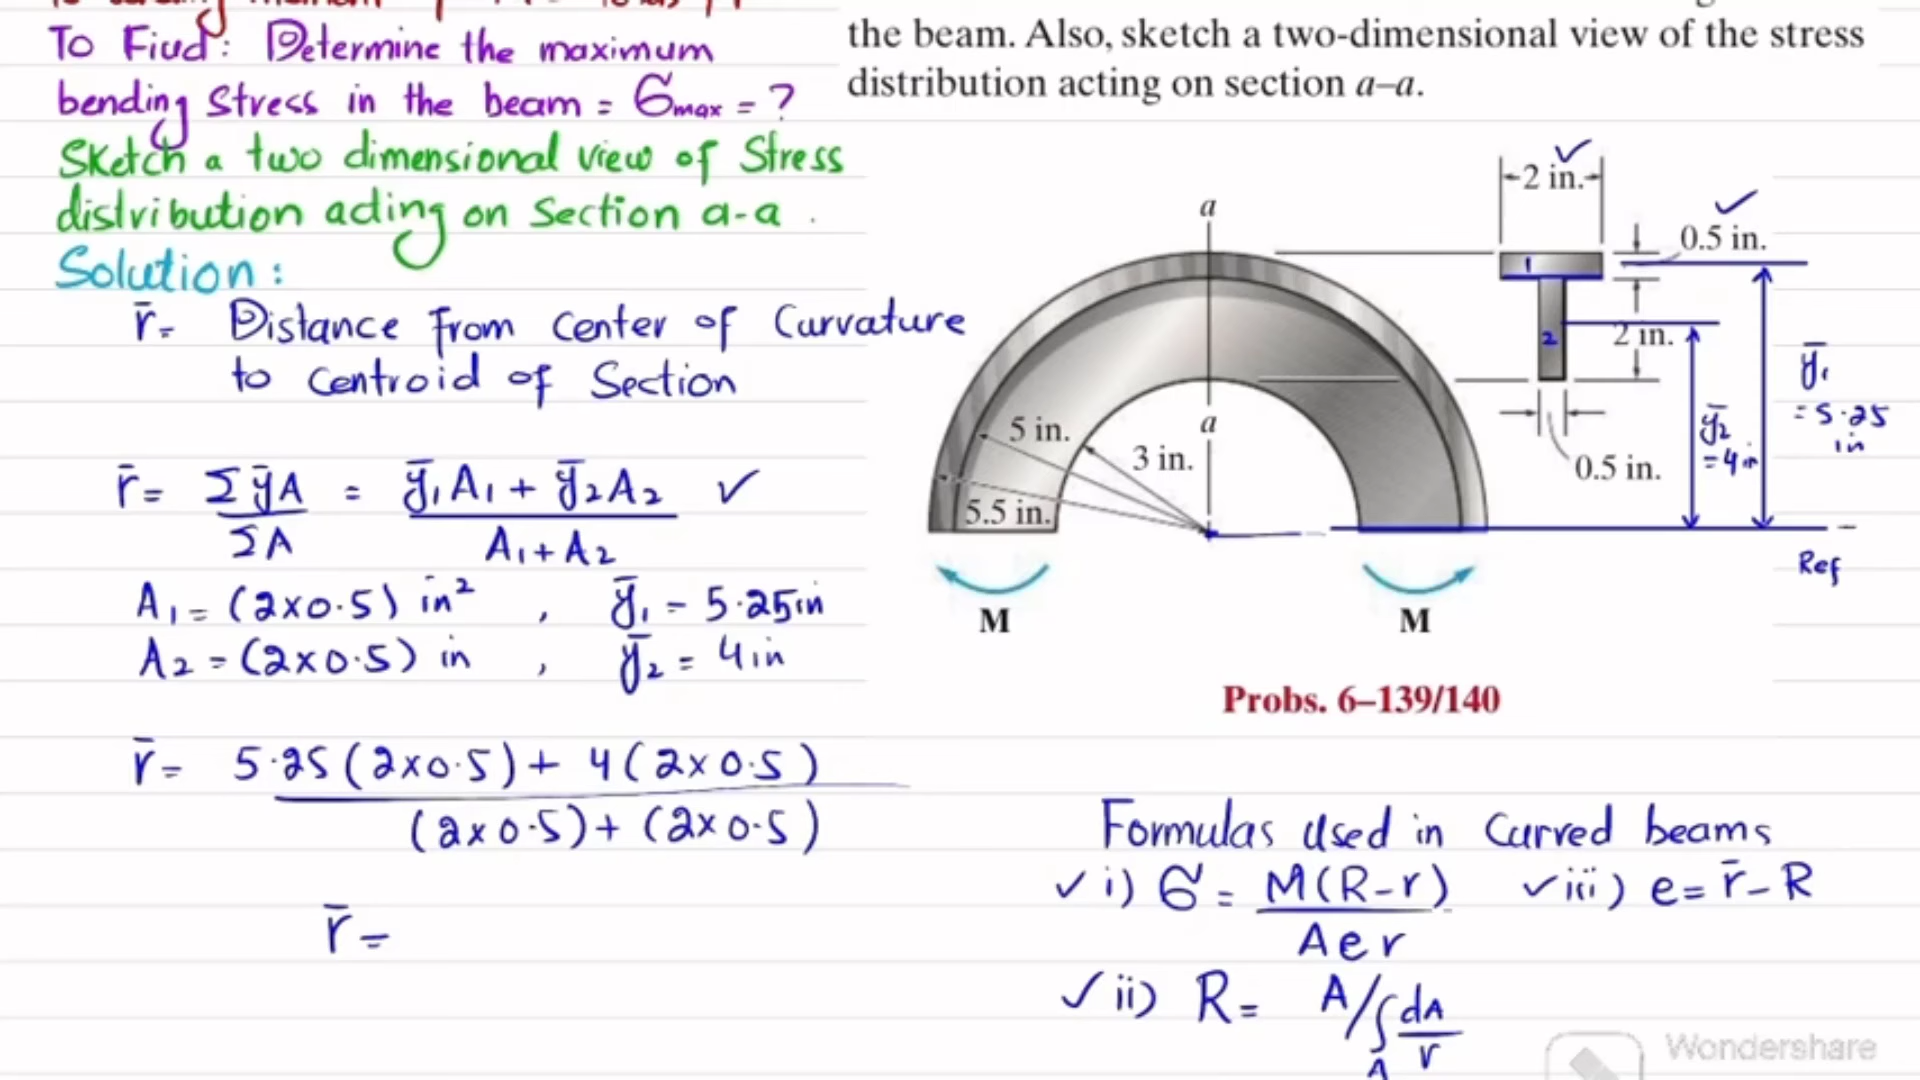 To Find: Determine the maximum
bending Stress in the beam = σmax = ?
Sketch a two dimensional view of Stress
distribution acting on section a-a .
Solution :
r̄ = Distance from center of Curvature
to centroid of Section
r̄ = ΣȳA / ΣA = ȳ₁A₁ + ȳ₂A₂ / A₁ + A₂ ✓
A₁ = (2×0.5) in² , ȳ₁ = 5.25in
A₂ = (2×0.5) in , ȳ₂ = 4in
r̄ = 5.25(2×0.5) + 4(2×0.5)
(2×0.5) + (2×0.5)
r̄ =
the beam. Also, sketch a two-dimensional view of the stress
distribution acting on section a–a.
2 in.
a
0.5 in.
1
2
2 in.
ȳ₁
= 5.25
in
ȳ₂
= 4in
5 in.
a
3 in.
0.5 in.
5.5 in.
Ref
M
M
Probs. 6–139/140
Formulas used in Curved beams
✓ i) σ = M(R-r) / Aer ✓ iii) e = r̄ - R
✓ ii) R = A/∫A dA/r
Wondershare